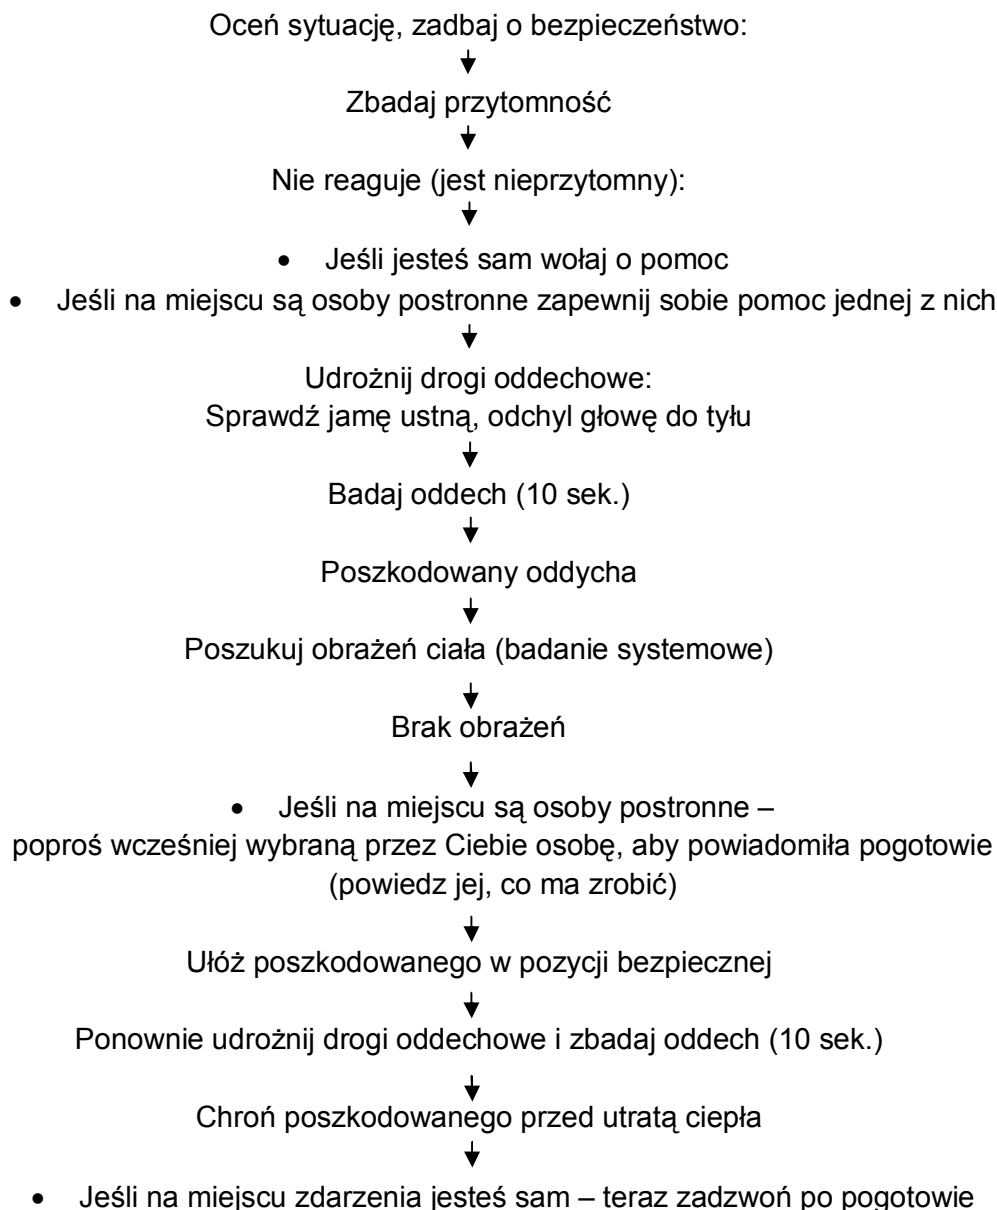 Oceń sytuację, zadbaj o bezpieczeństwo:
Zbadaj przytomność
Nie reaguje (jest nieprzytomny):
• Jeśli jesteś sam wołaj o pomoc
• Jeśli na miejscu są osoby postronne zapewnij sobie pomoc jednej z nich
Udrożnij drogi oddechowe:
Sprawdź jamę ustną, odchyl głowę do tyłu
Badaj oddech (10 sek.)
Poszkodowany oddycha
Poszukuj obrażeń ciała (badanie systemowe)
Brak obrażeń
• Jeśli na miejscu są osoby postronne –
poproś wcześniej wybraną przez Ciebie osobę, aby powiadomiła pogotowie
(powiedz jej, co ma zrobić)
Ułóż poszkodowanego w pozycji bezpiecznej
Ponownie udrożnij drogi oddechowe i zbadaj oddech (10 sek.)
Chroń poszkodowanego przed utratą ciepła
• Jeśli na miejscu zdarzenia jesteś sam – teraz zadzwoń po pogotowie